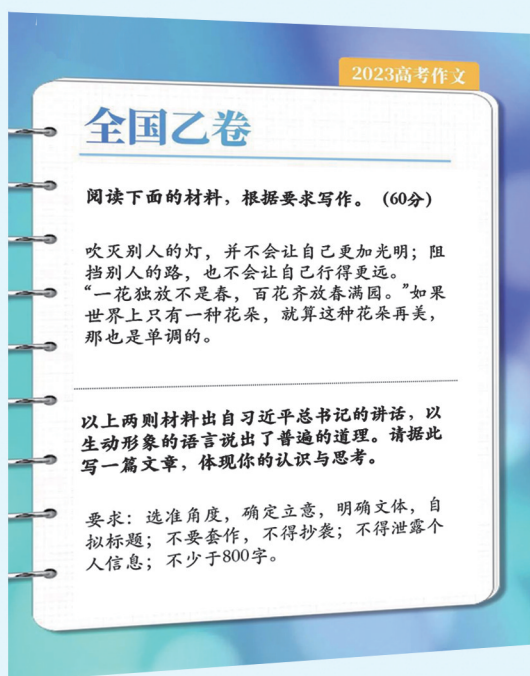 2023高考作文
全国乙卷
阅读下面的材料，根据要求写作。（60分）
吹灭别人的灯，并不会让自己更加光明；阻
挡别人的路，也不会让自己行得更远。
“一花独放不是春，百花齐放春满园。”如果
世界上只有一种花朵，就算这种花朵再美，
那也是单调的。
以上两则材料出自习近平总书记的讲话，以
生动形象的语言说出了普遍的道理。请据此
写一篇文章，体现你的认识与思考。
要求：选准角度，确定立意，明确文体，自
拟标题；不要套作，不得抄袭；不得泄露个
人信息；不少于800字。